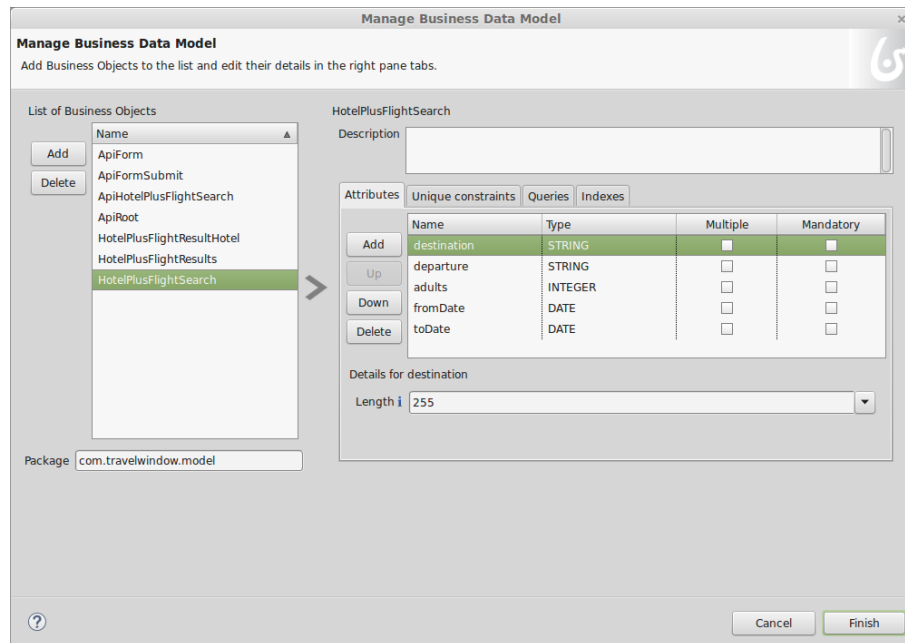 Manage Business Data Model
Manage Business Data Model
Add Business Objects to the list and edit their details in the right pane tabs.
List of Business Objects
Add
Delete
Name
ApiForm
ApiFormSubmit
ApiHotelPlusFlightSearch
ApiRoot
HotelPlusFlightResultHotel
HotelPlusFlightResults
HotelPlusFlightSearch
Package com.travelwindow.model
HotelPlusFlightSearch
Description
Attributes Unique constraints Queries Indexes
Add
Up
Down
Delete
Name Type Multiple Mandatory
destination STRING
departure STRING
adults INTEGER
fromDate DATE
toDate DATE
Details for destination
Length i 255
?
Cancel Finish